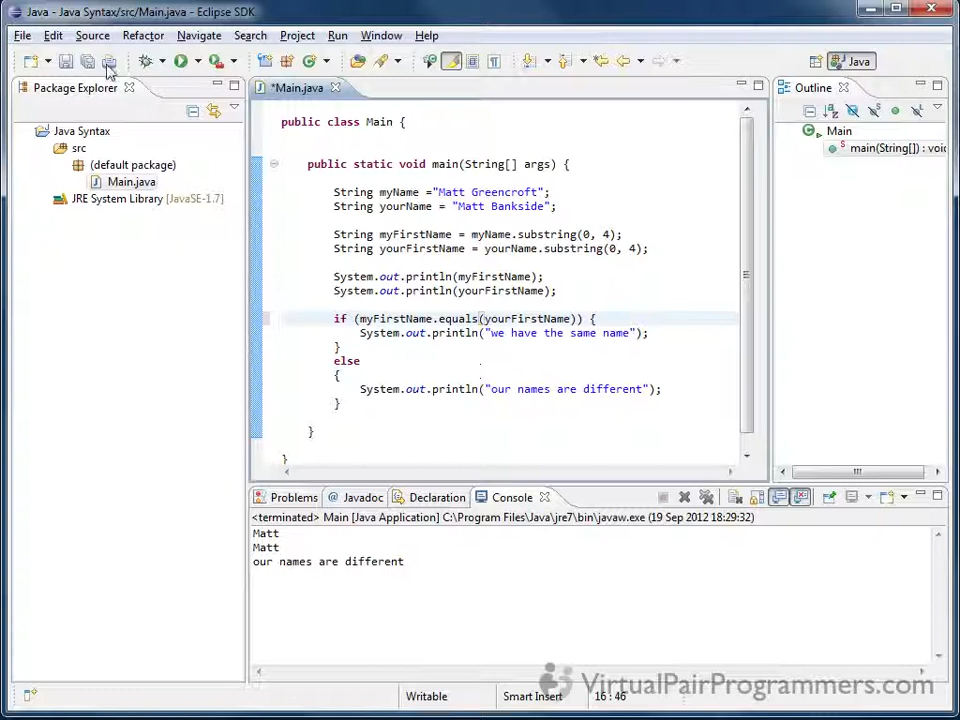 Java - Java Syntax/src/Main.java - Eclipse SDK
File Edit Source Refactor Navigate Search Project Run Window Help
Java
Package Explorer
*Main.java
Outline
Java Syntax
src
(default package)
Main.java
JRE System Library [JavaSE-1.7]
public class Main {
public static void main(String[] args) {
String myName ="Matt Greencroft";
String yourName = "Matt Bankside";
String myFirstName = myName.substring(0, 4);
String yourFirstName = yourName.substring(0, 4);
System.out.println(myFirstName);
System.out.println(yourFirstName);
if (myFirstName.equals(yourFirstName)) {
System.out.println("we have the same name");
}
else
{
System.out.println("our names are different");
}
}
}
Main
main(String[]) : void
Problems @ Javadoc Declaration Console
<terminated> Main [Java Application] C:\Program Files\Java\jre7\bin\javaw.exe (19 Sep 2012 18:29:32)
Matt
Matt
our names are different
VirtualPairProgrammers.com
Writable Smart Insert 16 : 46